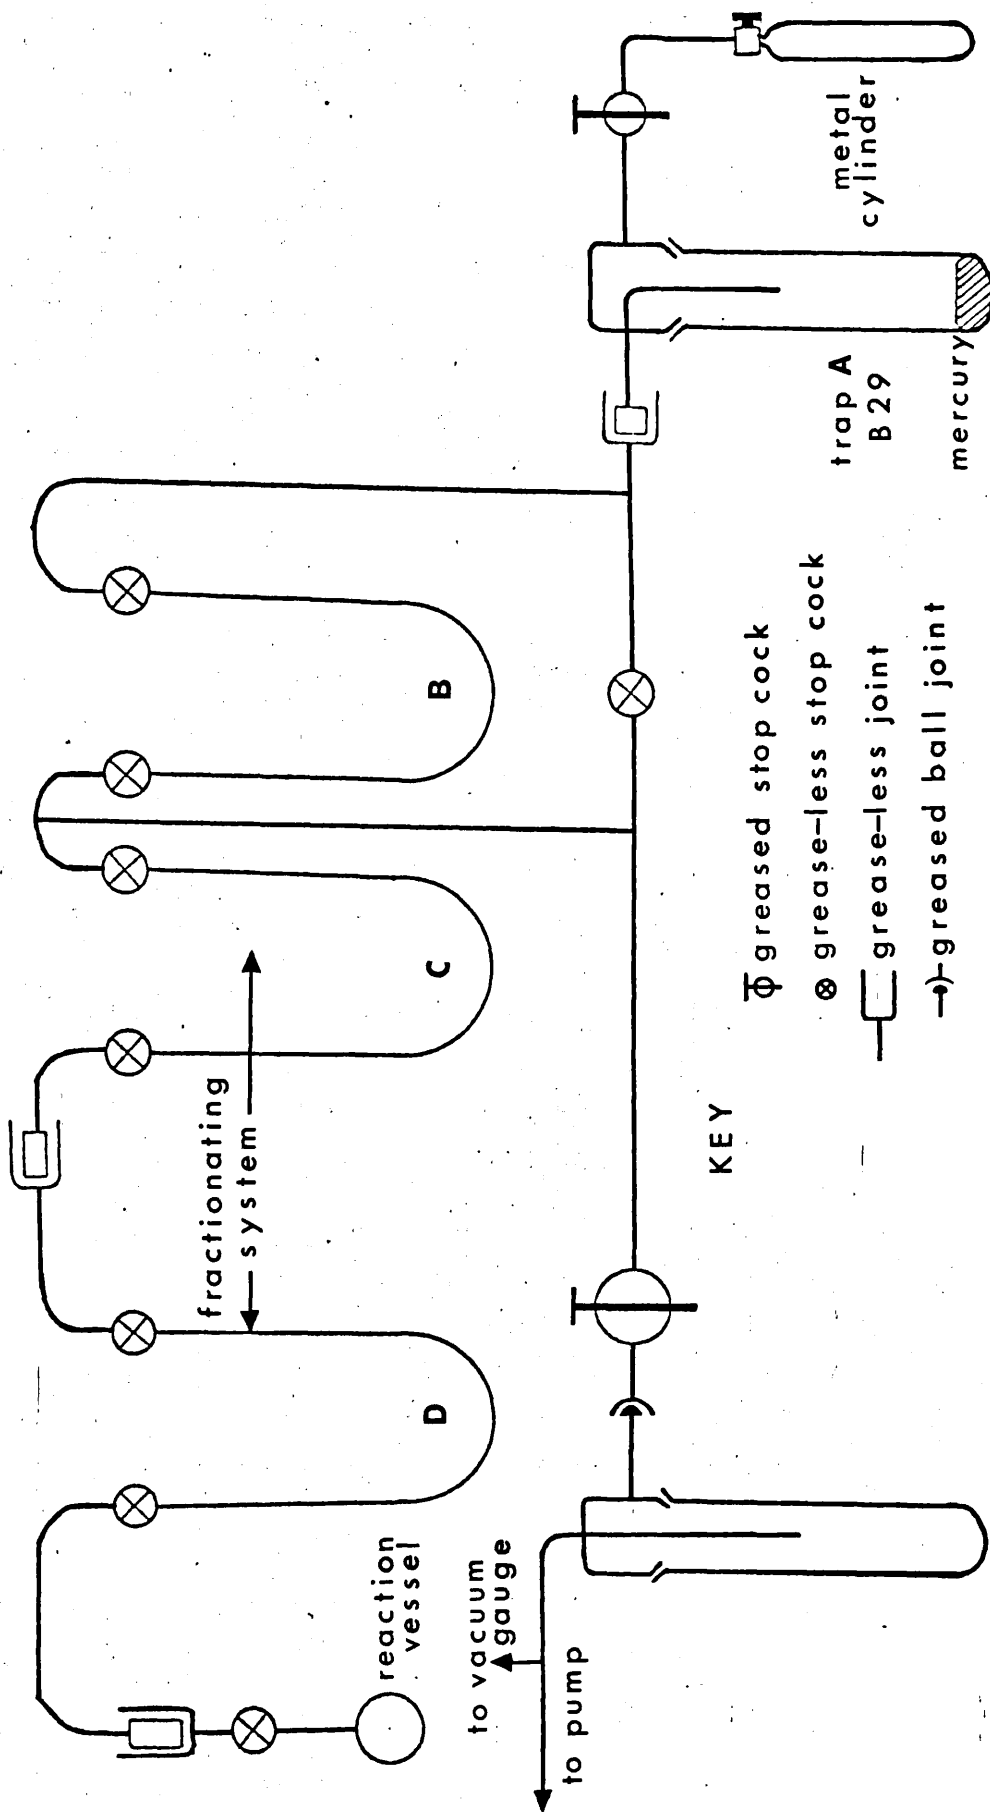 fractionating
system
B
C
D
reaction
vessel
to vacuum
gauge
to pump
metal
cylinder
trap A
B29
mercury
KEY
greased stop cock
grease-less stop cock
grease-less joint
greased ball joint